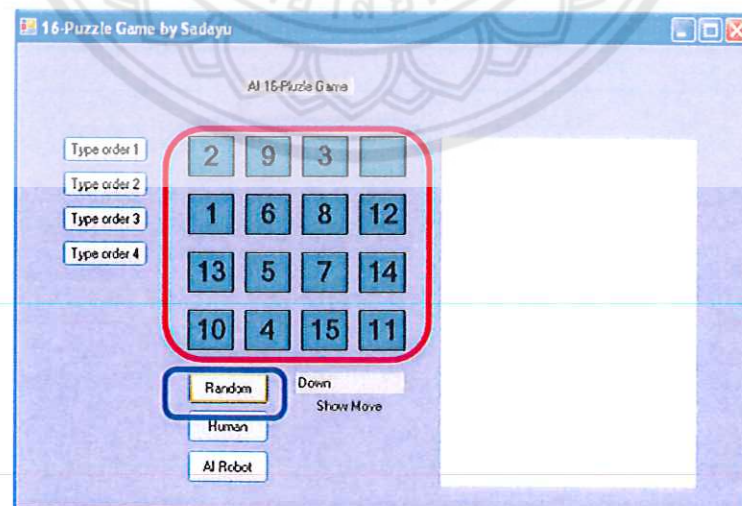 16-Puzzle Game by Sadayu
AI 16-Pluzle Game
Type order 1
Type order 2
Type order 3
Type order 4
2 9 3
1 6 8 12
13 5 7 14
10 4 15 11
Random
Down
Show Move
Human
AI Robot